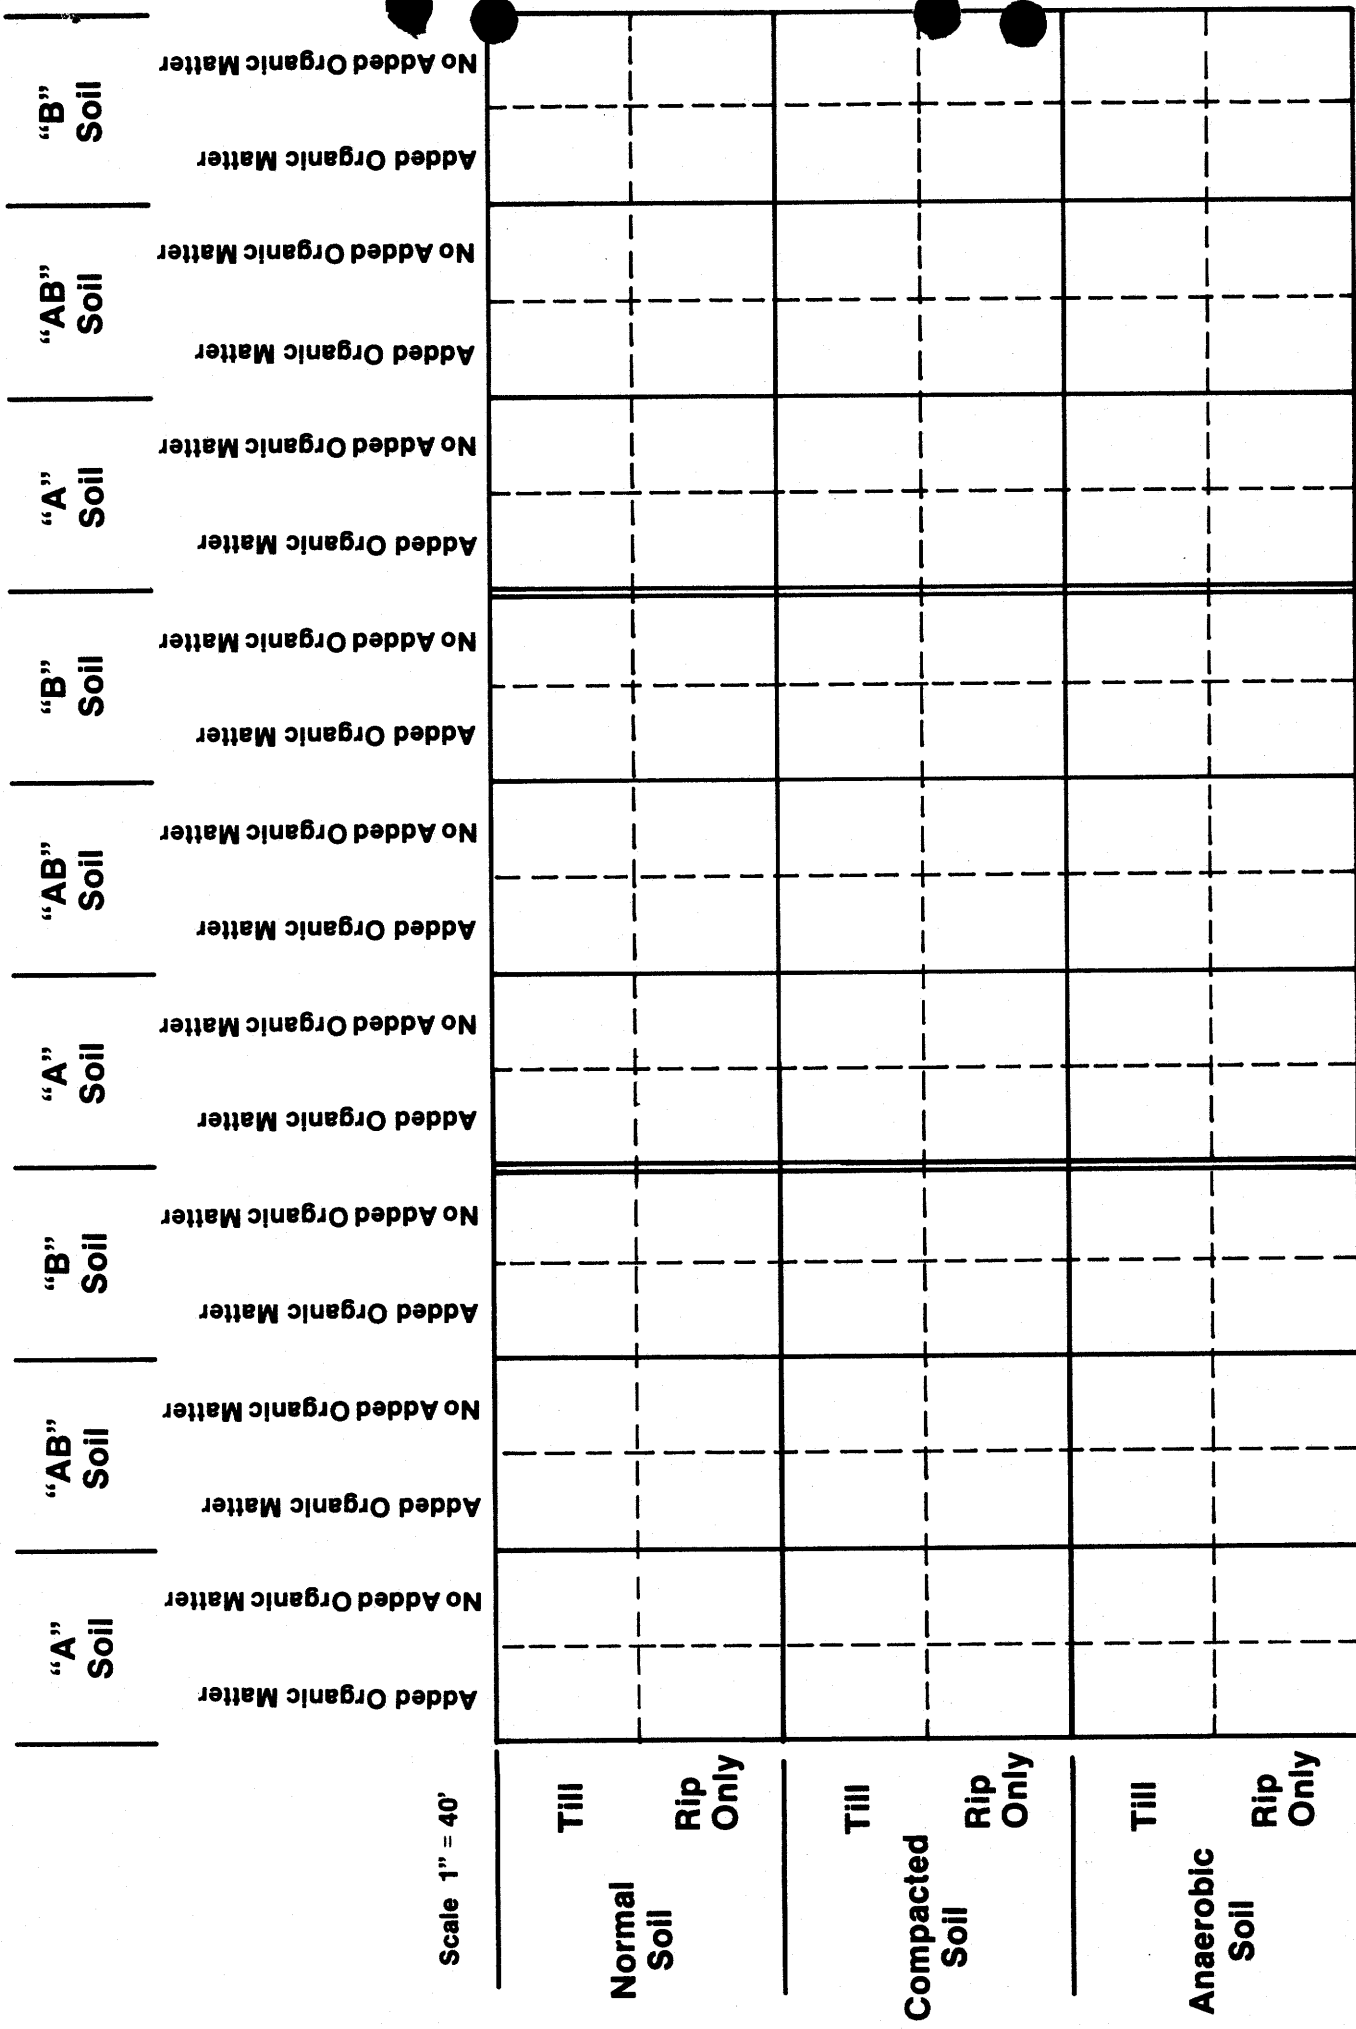 “A”
Soil
“AB”
Soil
“B”
Soil
“A”
Soil
“AB”
Soil
“B”
Soil
“A”
Soil
“AB”
Soil
“B”
Soil
Added Organic Matter
No Added Organic Matter
Added Organic Matter
No Added Organic Matter
Added Organic Matter
No Added Organic Matter
Added Organic Matter
No Added Organic Matter
Added Organic Matter
No Added Organic Matter
Added Organic Matter
No Added Organic Matter
Added Organic Matter
No Added Organic Matter
Added Organic Matter
No Added Organic Matter
Added Organic Matter
No Added Organic Matter
Scale 1” = 40’
Normal
Soil
Till
Rip
Only
Compacted
Soil
Till
Rip
Only
Anaerobic
Soil
Till
Rip
Only